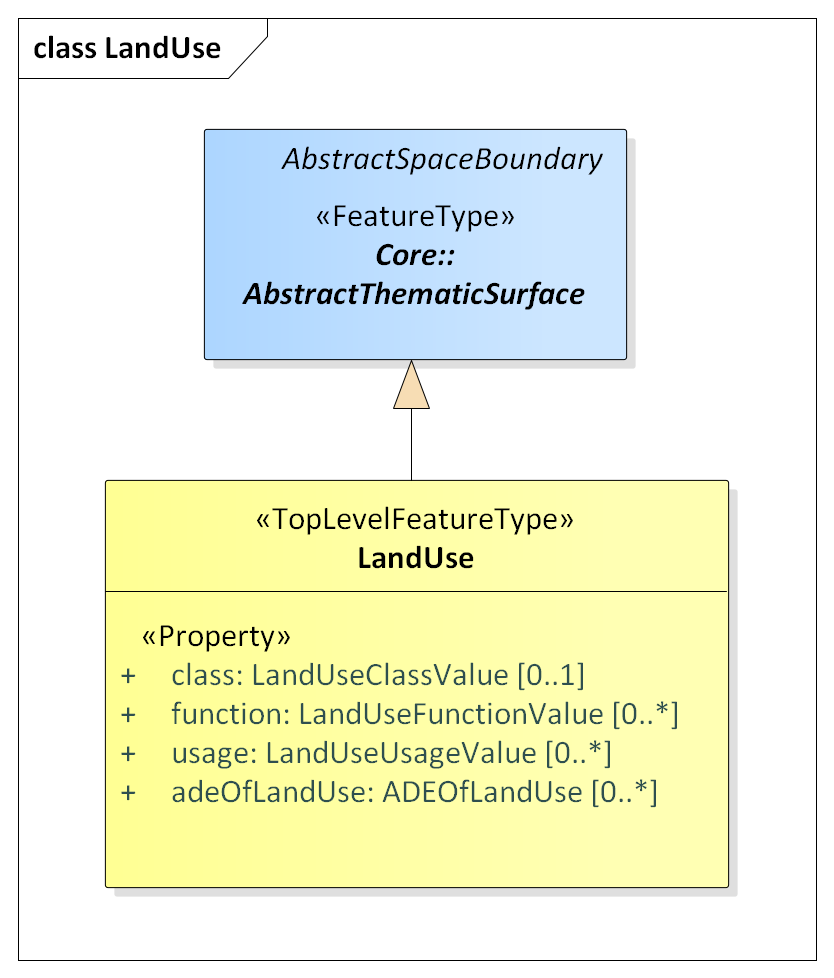 class LandUse
AbstractSpaceBoundary
«FeatureType»
Core::
AbstractThematicSurface
«TopLevelFeatureType»
LandUse
«Property»
+ class: LandUseClassValue [0..1]
+ function: LandUseFunctionValue [0..*]
+ usage: LandUseUsageValue [0..*]
+ adeOfLandUse: ADEOfLandUse [0..*]